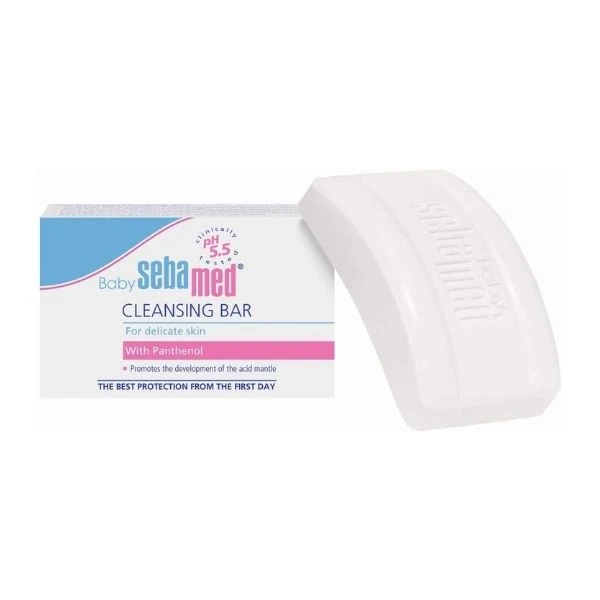 clinically
pH
5.5
tested
Baby sebamed®
CLEANSING BAR
For delicate skin
With Panthenol
• Promotes the development of the acid mantle
THE BEST PROTECTION FROM THE FIRST DAY
sebamed